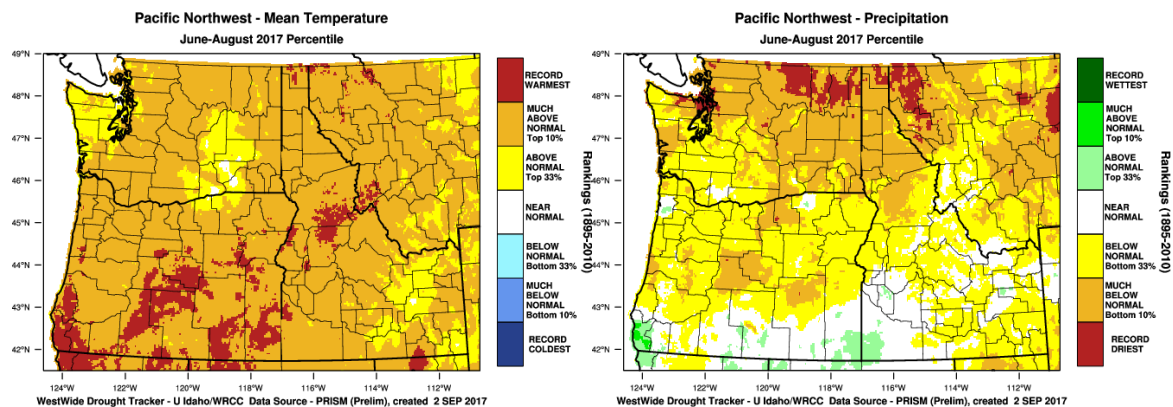 Pacific Northwest - Mean Temperature
June-August 2017 Percentile
49°N
48°N
47°N
46°N
45°N
44°N
43°N
42°N
124°W
122°W
120°W
118°W
116°W
114°W
112°W
RECORD
WARMEST
MUCH
ABOVE
NORMAL
Top 10%
ABOVE
NORMAL
Top 33%
NEAR
NORMAL
BELOW
NORMAL
Bottom 33%
MUCH
BELOW
NORMAL
Bottom 10%
RECORD
COLDEST
Rankings (1895-2010)
WestWide Drought Tracker - U Idaho/WRCC Data Source - PRISM (Prelim), created 2 SEP 2017
Pacific Northwest - Precipitation
June-August 2017 Percentile
49°N
48°N
47°N
46°N
45°N
44°N
43°N
42°N
124°W
122°W
120°W
118°W
116°W
114°W
112°W
RECORD
WETTEST
MUCH
ABOVE
NORMAL
Top 10%
ABOVE
NORMAL
Top 33%
NEAR
NORMAL
BELOW
NORMAL
Bottom 33%
MUCH
BELOW
NORMAL
Bottom 10%
RECORD
DRIEST
Rankings (1895-2010)
WestWide Drought Tracker - U Idaho/WRCC Data Source - PRISM (Prelim), created 2 SEP 2017